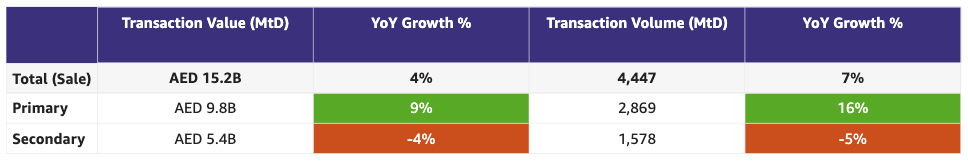 Transaction Value (MtD) YoY Growth % Transaction Volume (MtD) YoY Growth %
Total (Sale) AED 15.2B 4% 4,447 7%
Primary AED 9.8B 9% 2,869 16%
Secondary AED 5.4B -4% 1,578 -5%